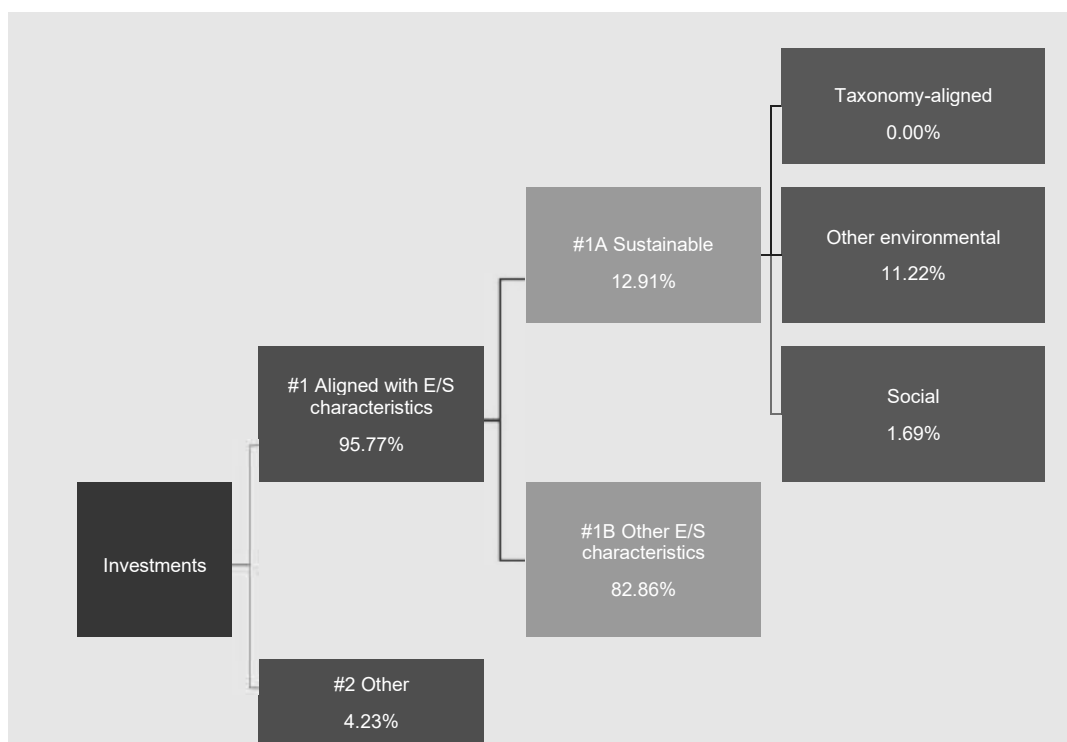 Taxonomy-aligned
0.00%
#1A Sustainable
12.91%
Other environmental
11.22%
#1 Aligned with E/S
characteristics
95.77%
Social
1.69%
Investments
#1B Other E/S
characteristics
82.86%
#2 Other
4.23%